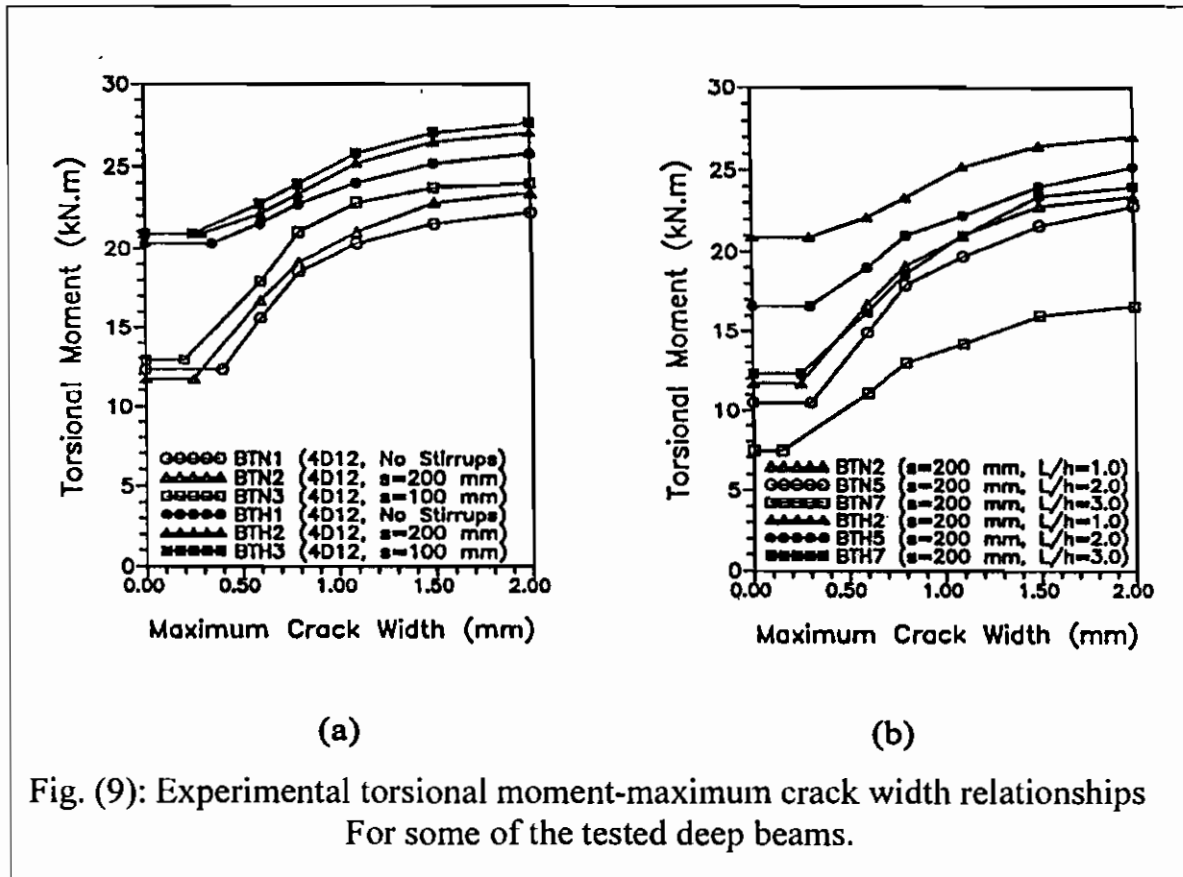 30
25
20
15
10
5
0
Torsional Moment (kN.m)
BTN1 (4D12, No Stirrups)
BTN2 (4D12, s=200 mm)
BTN3 (4D12, s=100 mm)
BTH1 (4D12, No Stirrups)
BTH2 (4D12, s=200 mm)
BTH3 (4D12, s=100 mm)
0.00 0.50 1.00 1.50 2.00
Maximum Crack Width (mm)
(a)
30
25
20
15
10
5
0
Torsional Moment (kN.m)
BTN2 (s=200 mm, L/h=1.0)
BTN5 (s=200 mm, L/h=2.0)
BTN7 (s=200 mm, L/h=3.0)
BTH2 (s=200 mm, L/h=1.0)
BTH5 (s=200 mm, L/h=2.0)
BTH7 (s=200 mm, L/h=3.0)
0.00 0.50 1.00 1.50 2.00
Maximum Crack Width (mm)
(b)
Fig. (9): Experimental torsional moment-maximum crack width relationships
For some of the tested deep beams.